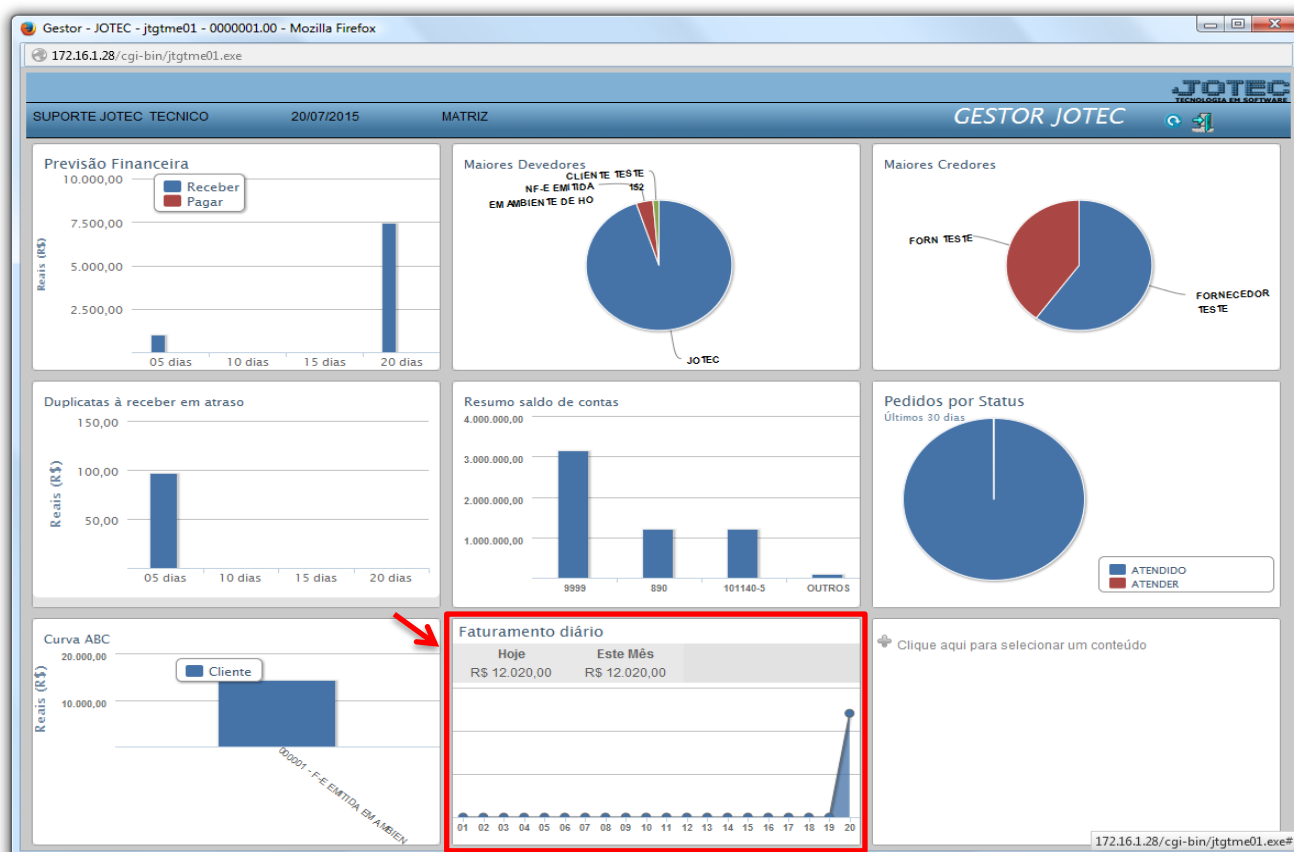 Gestor - JOTEC - jtgtme01 - 0000001.00 - Mozilla Firefox
172.16.1.28/cgi-bin/jtgtme01.exe
JOTEC
TECNOLOGIA EM SOFTWARE
SUPORTE JOTEC TECNICO 20/07/2015 MATRIZ GESTOR JOTEC
Previsão Financeira
10.000,00
7.500,00
5.000,00
2.500,00
Reais (R$)
Receber
Pagar
05 dias 10 dias 15 dias 20 dias
Maiores Devedores
CLIENTE TESTE
152
NF-E EMITIDA
EM AMBIENTE DE HO
JOTEC
Maiores Credores
FORN TESTE
FORNECEDOR
TESTE
Duplicatas à receber em atraso
150,00
100,00
50,00
Reais (R$)
05 dias 10 dias 15 dias 20 dias
Resumo saldo de contas
4.000.000,00
3.000.000,00
2.000.000,00
1.000.000,00
9999 890 101140-5 OUTROS
Pedidos por Status
Últimos 30 dias
ATENDIDO
ATENDER
Curva ABC
20.000,00
10.000,00
Reais (R$)
Cliente
000001 - F-E EMITIDA EM AMBIEN
Faturamento diário
Hoje Este Mês
R$ 12.020,00 R$ 12.020,00
01 02 03 04 05 06 07 08 09 10 11 12 13 14 15 16 17 18 19 20
Clique aqui para selecionar um conteúdo
172.16.1.28/cgi-bin/jtgtme01.exe#